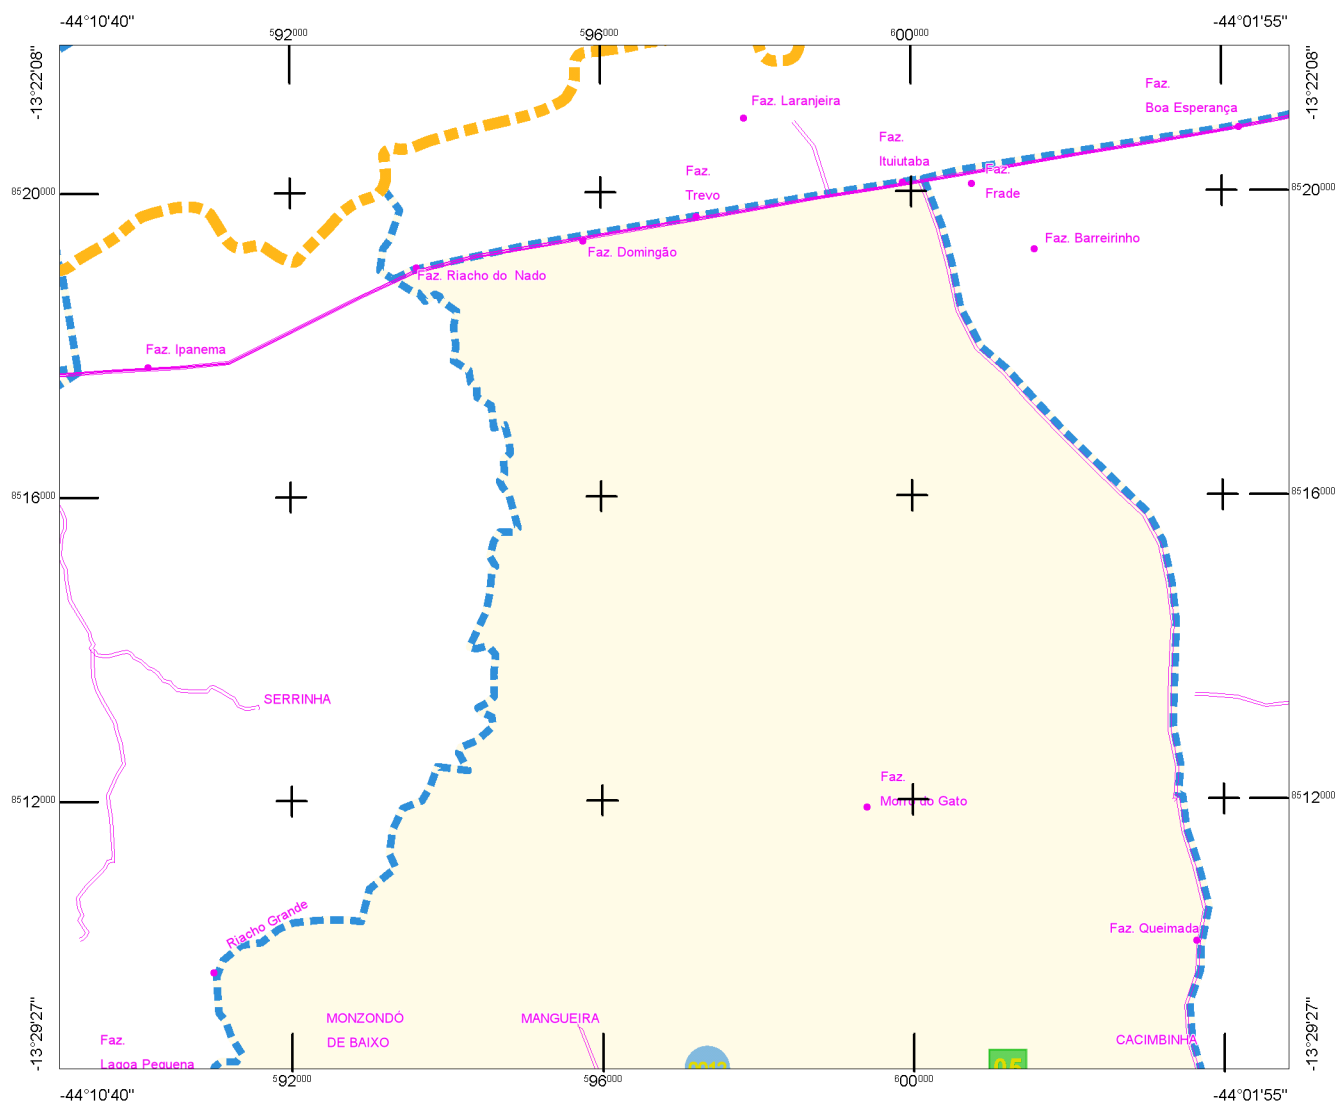 -44°10'40"
-44°01'55"
592000
596000
600000
-13°22'08"
-13°22'08"
Faz.
Boa Esperança
Faz. Laranjeira
Faz.
Ituiutaba
Faz.
Trevo
Faz.
Frade
8520000
8520000
Faz. Barreirinho
Faz. Domingão
Faz. Riacho do Nado
Faz. Ipanema
8516000
8516000
SERRINHA
Faz.
Morro do Gato
8512000
8512000
Riacho Grande
Faz. Queimada
MONZONDÓ
DE BAIXO
MANGUEIRA
CACIMBINHA
Faz.
Lagoa Pequena
0012
05
-13°29'27"
-13°29'27"
592000
596000
600000
-44°10'40"
-44°01'55"